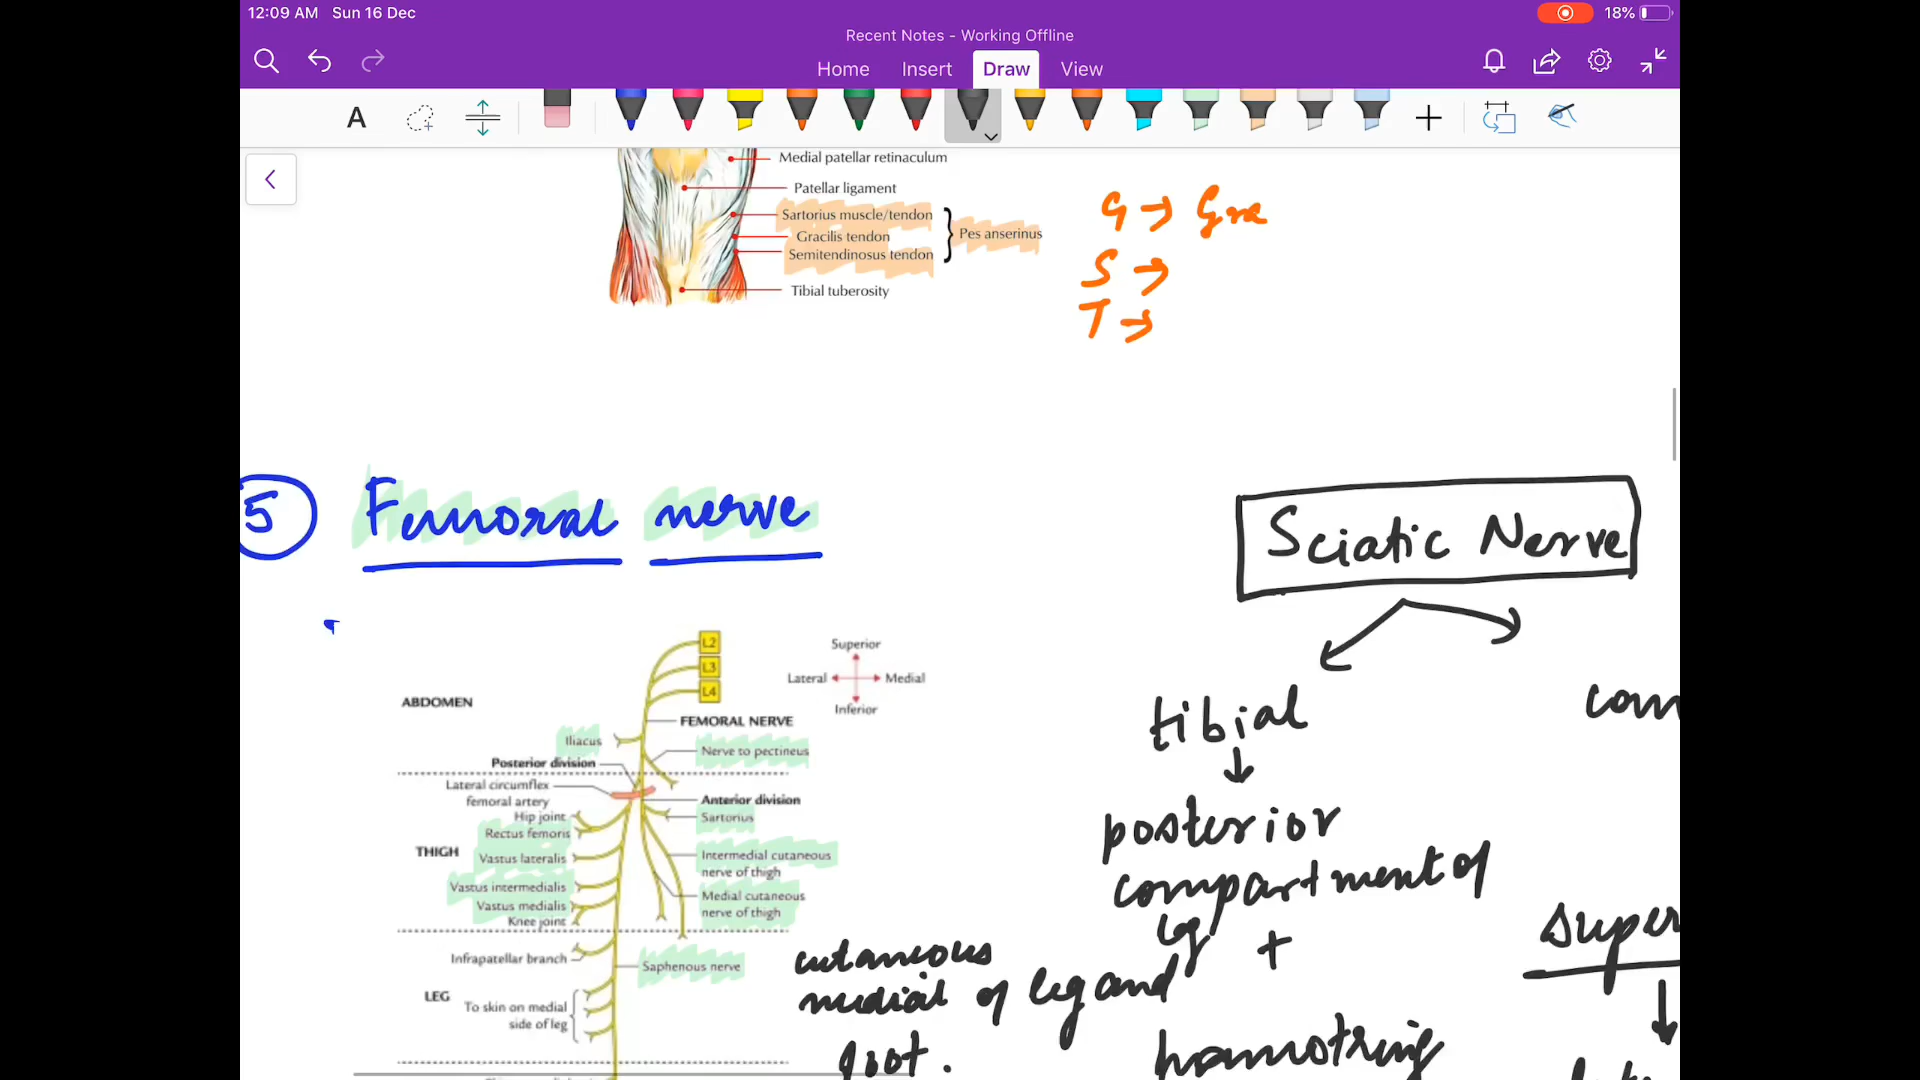 12:09 AM Sun 16 Dec
18%
Recent Notes - Working Offline
Home Insert Draw View
A
Medial patellar retinaculum
Patellar ligament
Sartorius muscle/tendon
Gracilis tendon
Semitendinosus tendon
Pes anserinus
Tibial tuberosity
G → Gra
S →
T →
5 Femoral nerve
L2
L3
L4
Superior
Lateral Medial
Inferior
ABDOMEN
FEMORAL NERVE
Iliacus
Nerve to pectineus
Posterior division
Lateral circumflex
femoral artery
Anterior division
Hip joint
Sartorius
Rectus femoris
THIGH
Vastus lateralis
Intermedial cutaneous
nerve of thigh
Vastus intermedialis
Medial cutaneous
nerve of thigh
Vastus medialis
Knee joint
Infrapatellar branch
Saphenous nerve
LEG
To skin on medial
side of leg
cutaneous
medial of leg and
foot.
Sciatic Nerve
tibial
com
↓
posterior
compartment of
leg +
hamstring
super